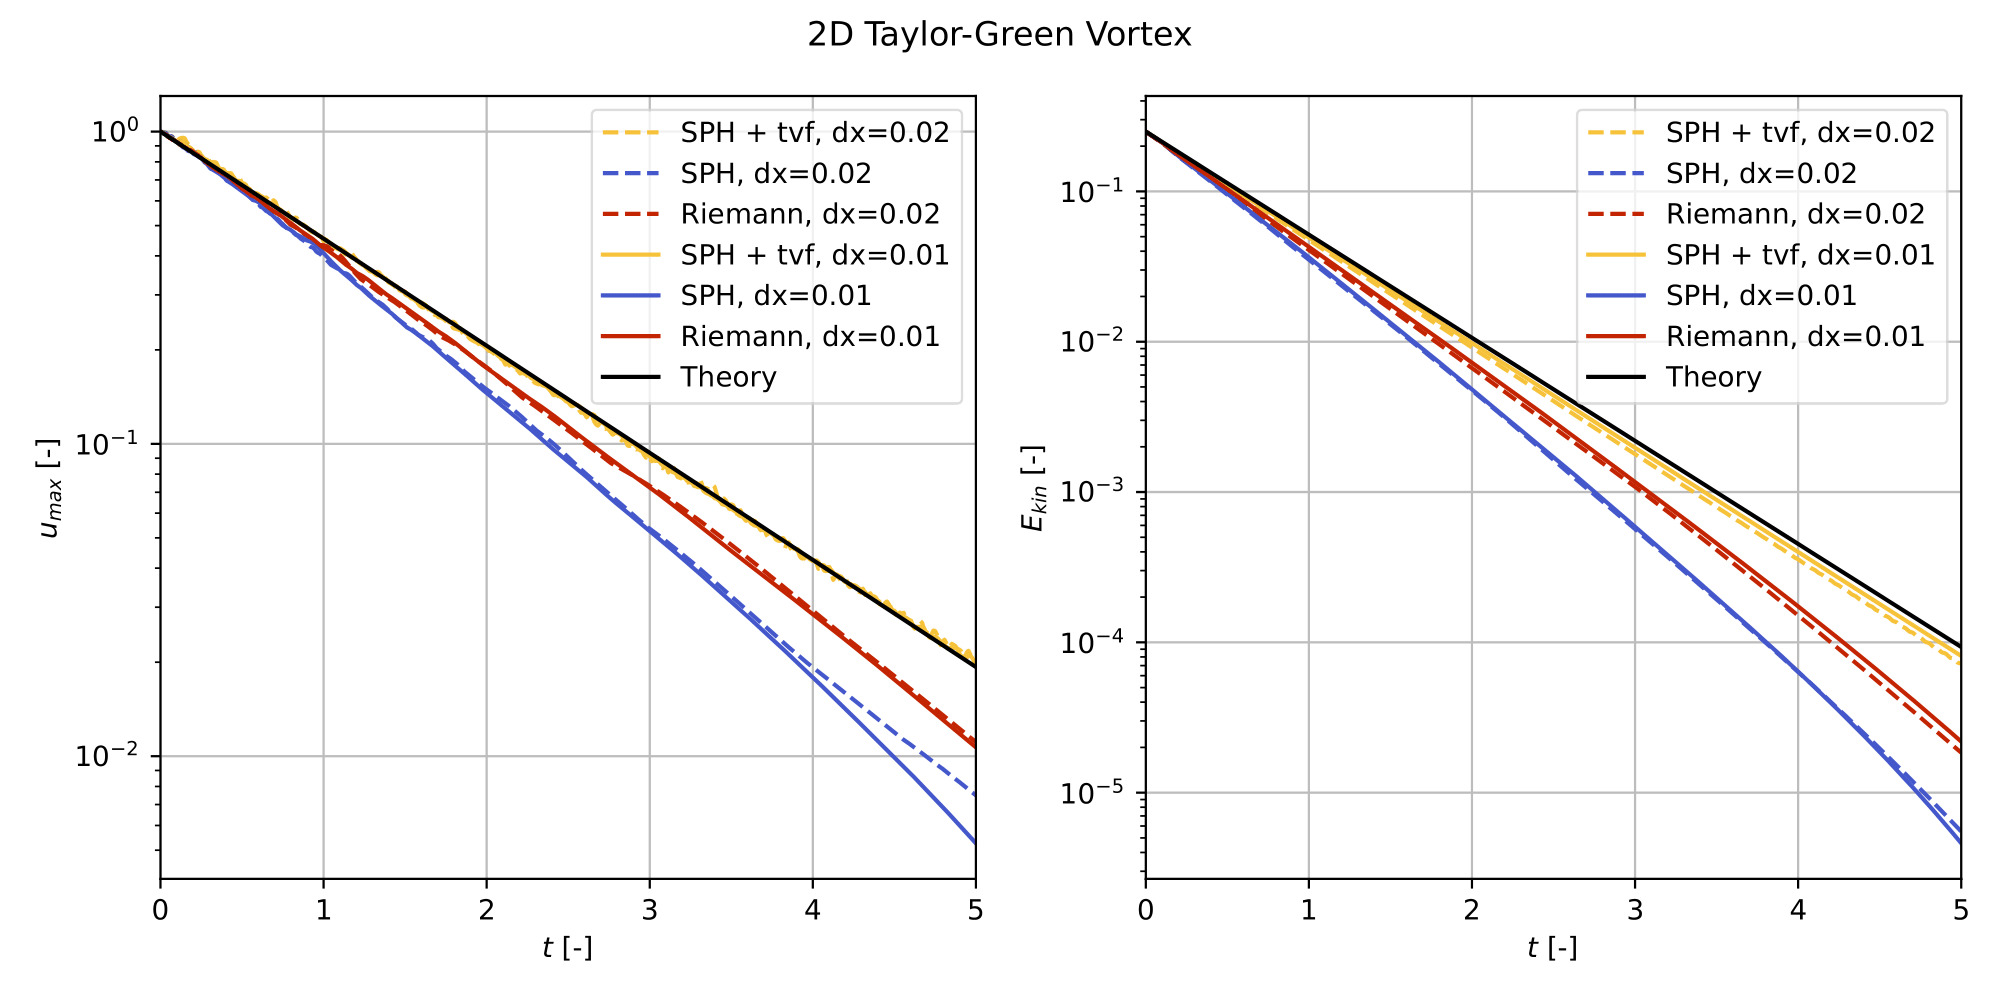 2D Taylor-Green Vortex
10⁰
10⁻¹
10⁻²
u_max [-]
0 1 2 3 4 5
t [-]
SPH + tvf, dx=0.02
SPH, dx=0.02
Riemann, dx=0.02
SPH + tvf, dx=0.01
SPH, dx=0.01
Riemann, dx=0.01
Theory
10⁻¹
10⁻²
10⁻³
10⁻⁴
10⁻⁵
E_kin [-]
0 1 2 3 4 5
t [-]
SPH + tvf, dx=0.02
SPH, dx=0.02
Riemann, dx=0.02
SPH + tvf, dx=0.01
SPH, dx=0.01
Riemann, dx=0.01
Theory